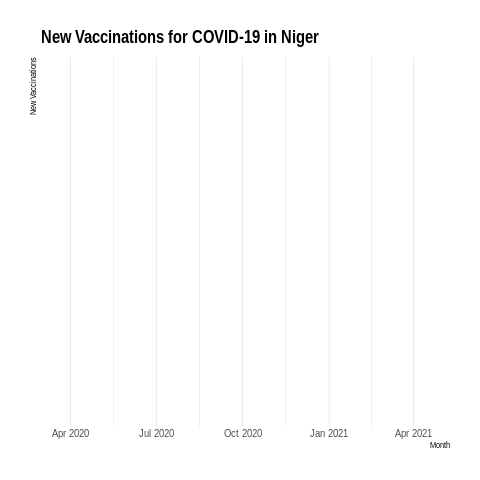 New Vaccinations for COVID-19 in Niger
New Vaccinations
Apr 2020 Jul 2020 Oct 2020 Jan 2021 Apr 2021
Month